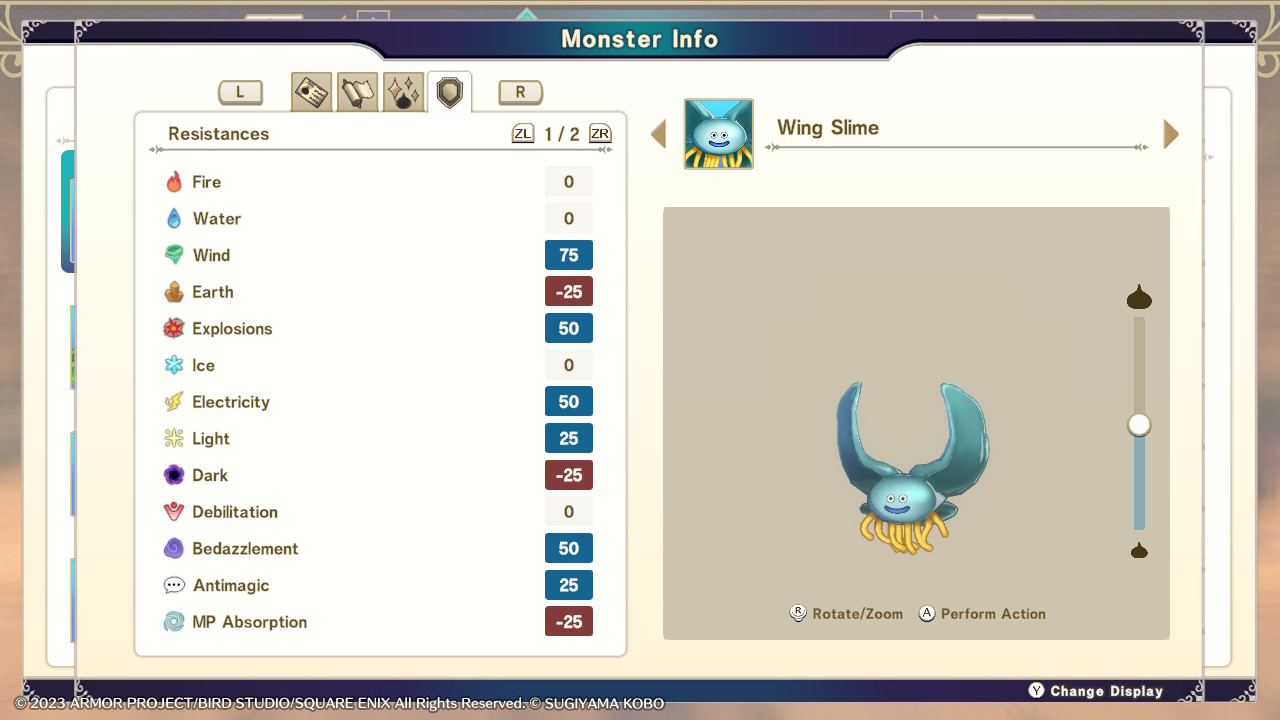 Monster Info
L
R
Resistances
ZL 1 / 2 ZR
Wing Slime
Fire 0
Water 0
Wind 75
Earth -25
Explosions 50
Ice 0
Electricity 50
Light 25
Dark -25
Debilitation 0
Bedazzlement 50
Antimagic 25
MP Absorption -25
R Rotate/Zoom A Perform Action
Y Change Display
© 2023 ARMOR PROJECT/BIRD STUDIO/SQUARE ENIX All Rights Reserved. © SUGIYAMA KOBO